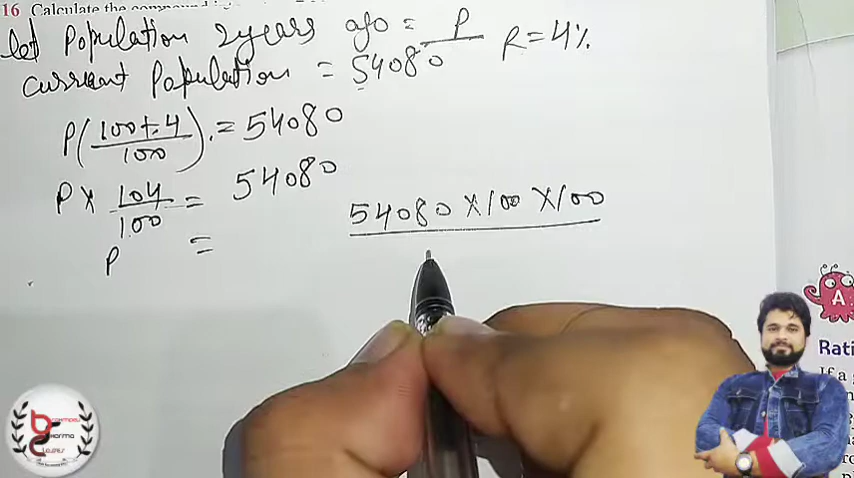 16 Calculate the compound
let Population 2years ago = P
R = 4%
current Population = 54080
P(100+4/100). = 54080
P × 104/100 = 54080
P =
54080 × 100 × 100
A
Rati
If a